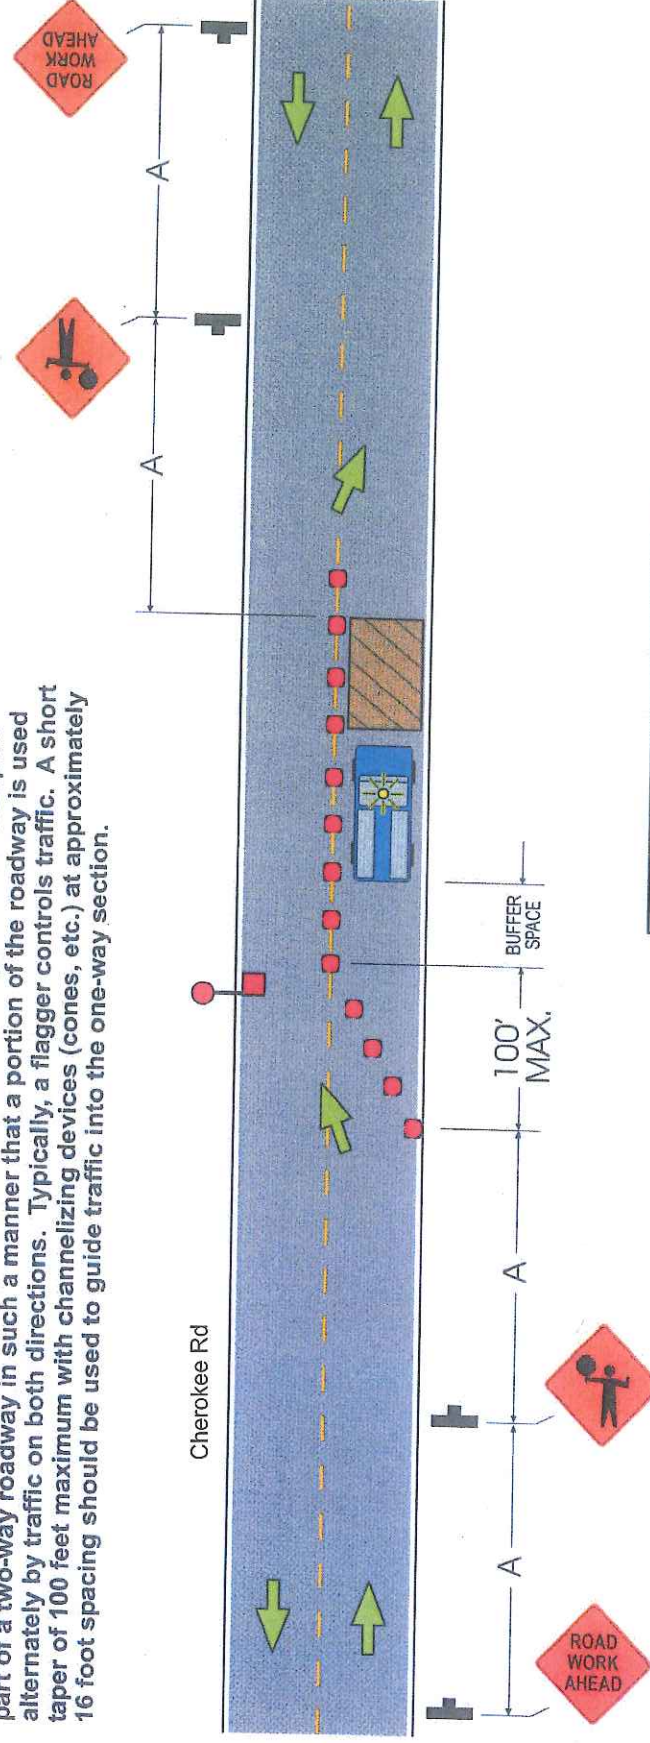 part of a two-way roadway in such a manner that a portion of the roadway is used
alternately by traffic on both directions. Typically, a flagger controls traffic. A short
taper of 100 feet maximum with channelizing devices (cones, etc.) at approximately
16 foot spacing should be used to guide traffic into the one-way section.
Cherokee Rd
ROAD
WORK
AHEAD
A
A
ROAD
WORK
AHEAD
A
A
100'
MAX.
BUFFER
SPACE